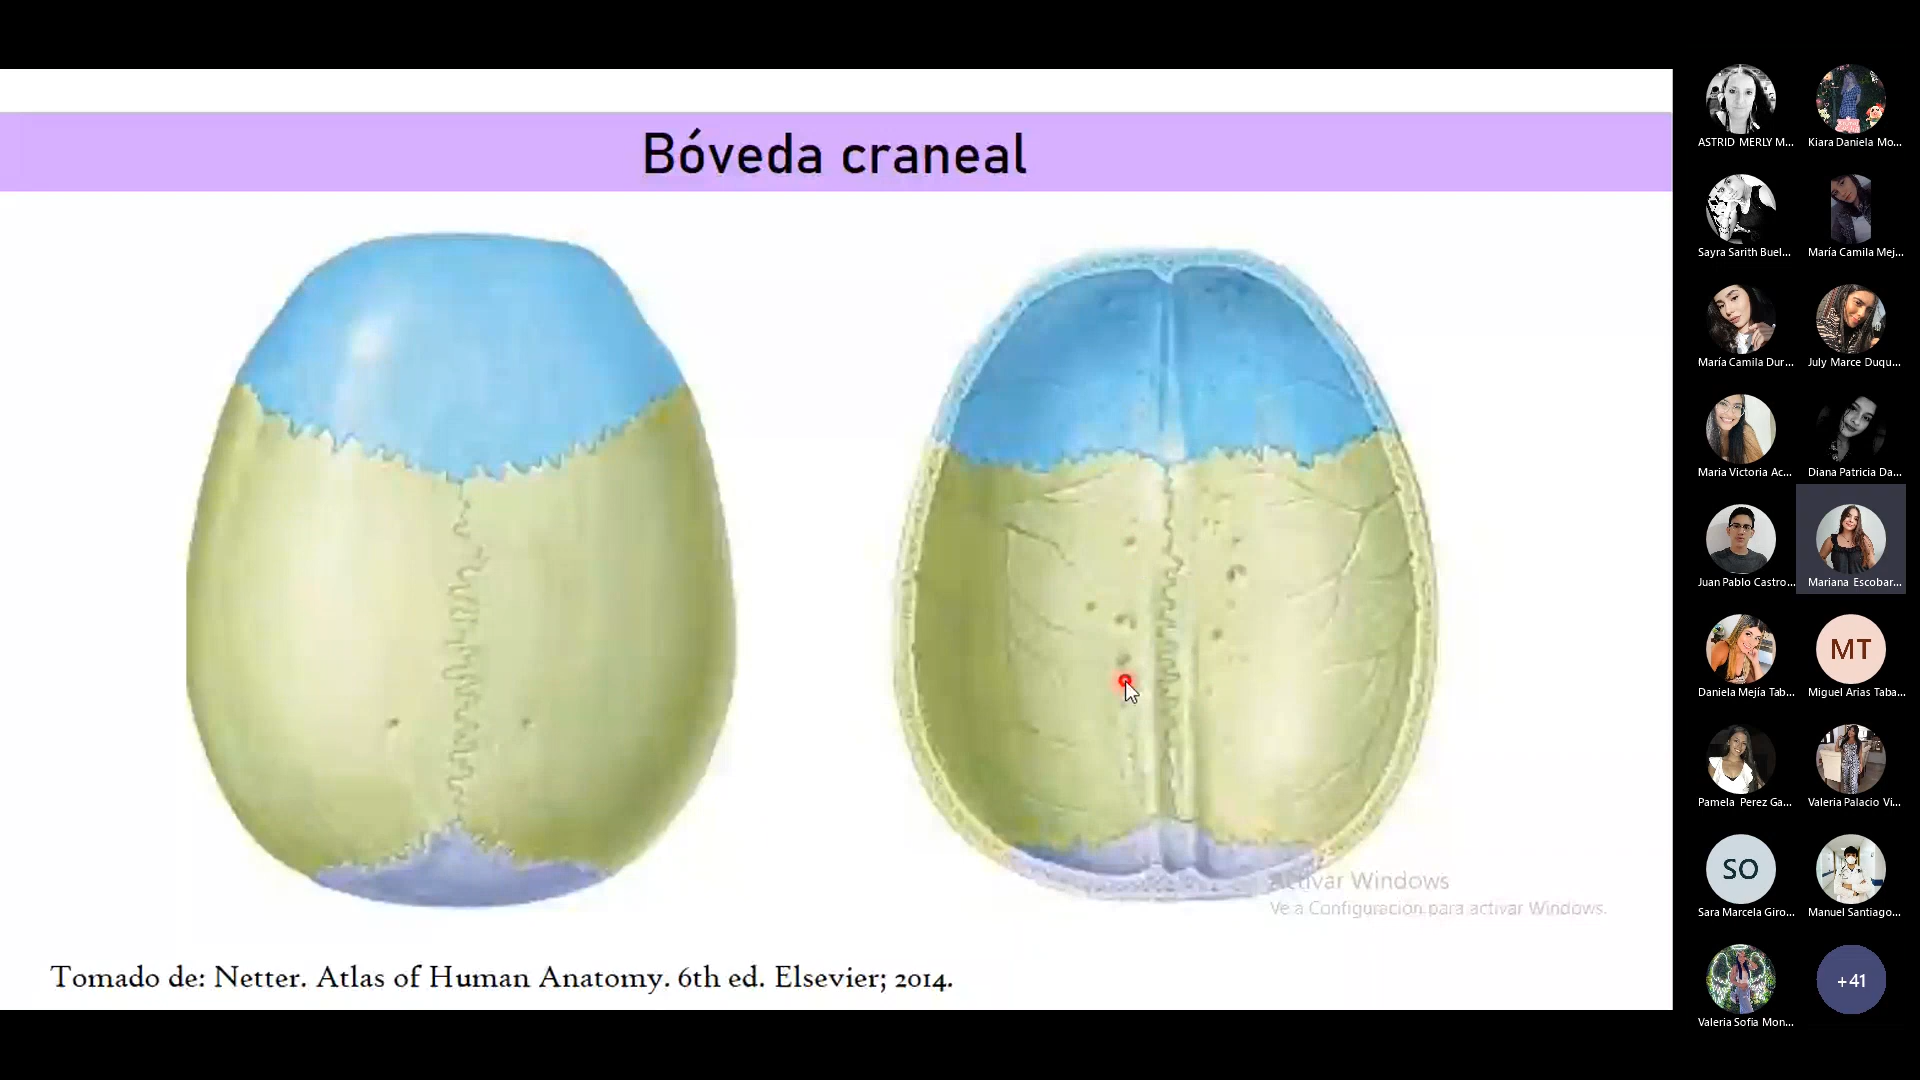 Bóveda craneal
Activar Windows
Ve a Configuración para activar Windows.
Tomado de: Netter. Atlas of Human Anatomy. 6th ed. Elsevier; 2014.
ASTRID MERLY M...
Kiara Daniela Mo...
Sayra Sarith Buel...
María Camila Mej...
María Camila Dur...
July Marce Duqu...
Maria Victoria Ac...
Diana Patricia Da...
Juan Pablo Castro...
Mariana Escobar...
MT
Daniela Mejía Tab...
Miguel Arias Taba...
Pamela Perez Ga...
Valeria Palacio Vi...
SO
Sara Marcela Giro...
Manuel Santiago...
+41
Valeria Sofia Mon...